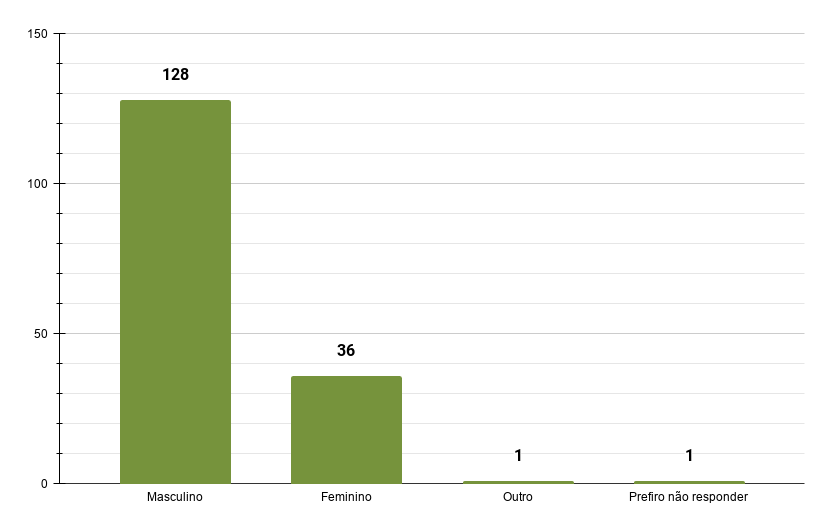 150
128
100
50
36
1
1
0
Masculino
Feminino
Outro
Prefiro não responder